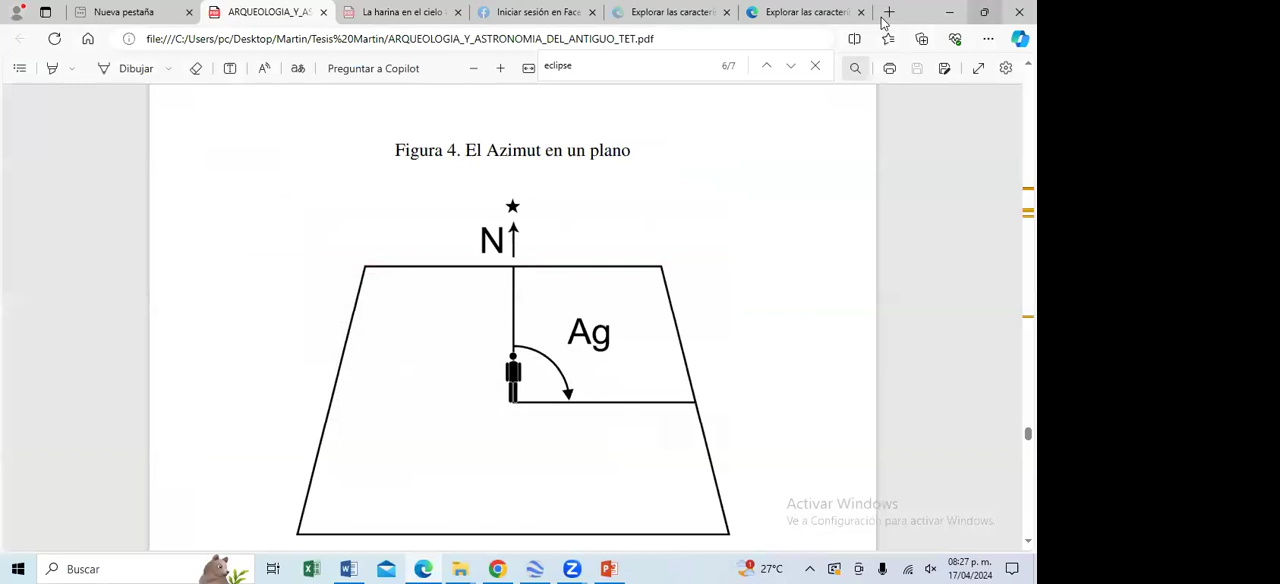 Nueva pestaña
ARQUEOLOGIA_Y_AS
La harina en el cielo
Iniciar sesión en Face
Explorar las caracterí
Explorar las caracterí
file:///C:/Users/pc/Desktop/Martin/Tesis%20Martin/ARQUEOLOGIA_Y_ASTRONOMIA_DEL_ANTIGUO_TET.pdf
Dibujar
aあ
Preguntar a Copilot
eclipse
6/7
Figura 4. El Azimut en un plano
N
Ag
Activar Windows
Ve a Configuración para activar Windows.
Buscar
27°C
08:27 p. m.
17/04/2024